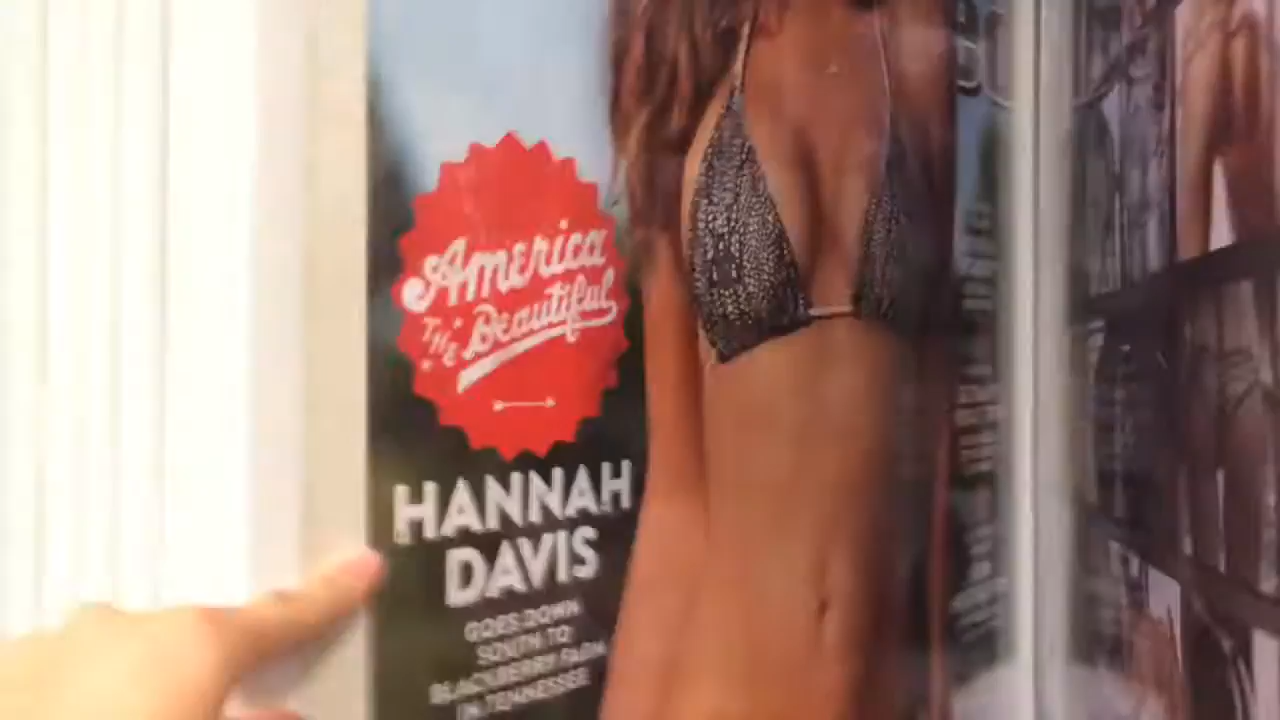 America
THE Beautiful
HANNAH
DAVIS
GOES DOWN
SOUTH TO
BLACKBERRY FARM
IN TENNESSEE